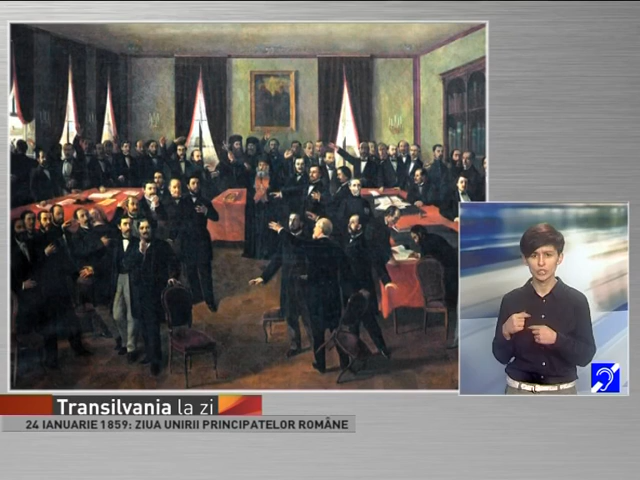 Transilvania la zi
24 IANUARIE 1859: ZIUA UNIRII PRINCIPATELOR ROMÂNE